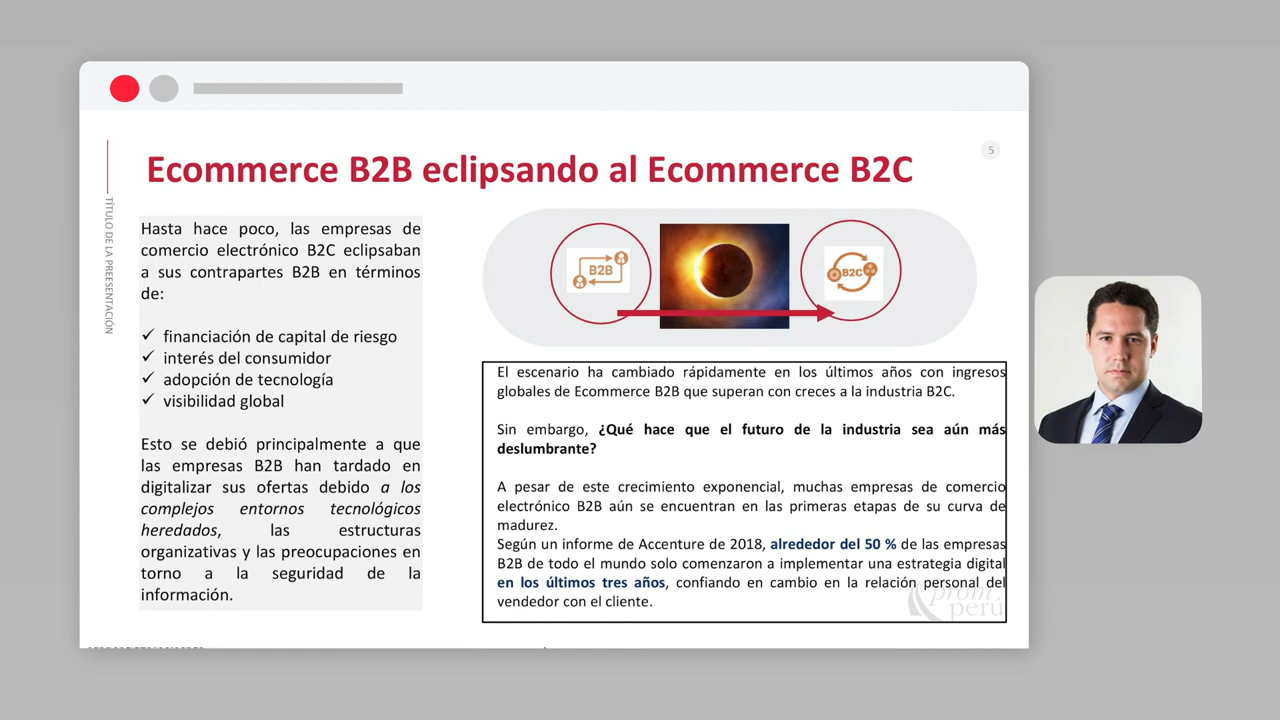 Ecommerce B2B eclipsando al Ecommerce B2C
5
TÍTULO DE LA PREESENTACIÓN
Hasta hace poco, las empresas de
comercio electrónico B2C eclipsaban
a sus contrapartes B2B en términos
de:
✓ financiación de capital de riesgo
✓ interés del consumidor
✓ adopción de tecnología
✓ visibilidad global
Esto se debió principalmente a que
las empresas B2B han tardado en
digitalizar sus ofertas debido a los
complejos entornos tecnológicos
heredados, las estructuras
organizativas y las preocupaciones en
torno a la seguridad de la
información.
B2B
B2C
El escenario ha cambiado rápidamente en los últimos años con ingresos
globales de Ecommerce B2B que superan con creces a la industria B2C.
Sin embargo, ¿Qué hace que el futuro de la industria sea aún más
deslumbrante?
A pesar de este crecimiento exponencial, muchas empresas de comercio
electrónico B2B aún se encuentran en las primeras etapas de su curva de
madurez.
Según un informe de Accenture de 2018, alrededor del 50 % de las empresas
B2B de todo el mundo solo comenzaron a implementar una estrategia digital
en los últimos tres años, confiando en cambio en la relación personal del
vendedor con el cliente.
prom
perú